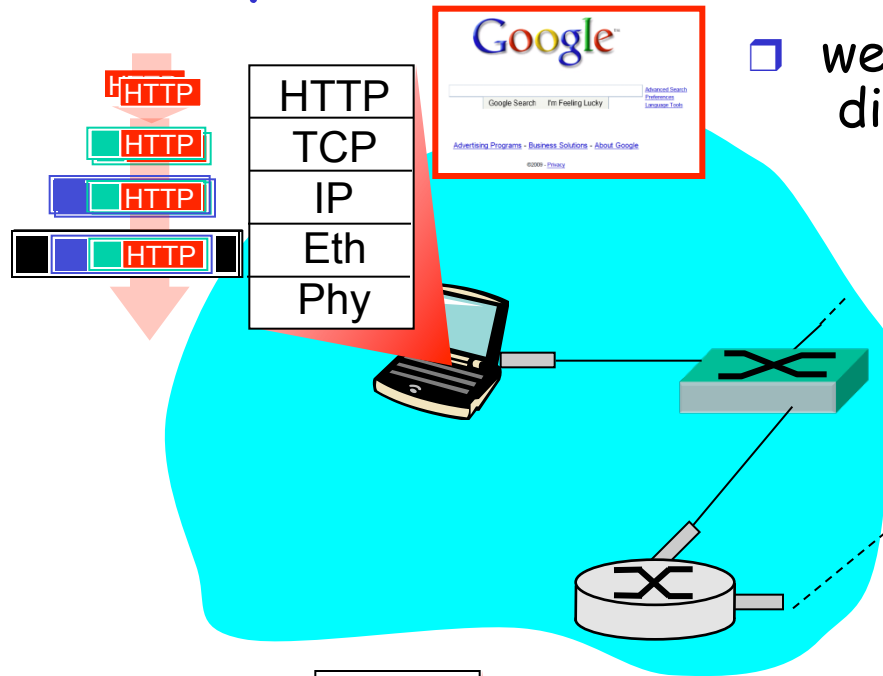 HTTP
HTTP
HTTP
HTTP
HTTP
TCP
IP
Eth
Phy
Google™
Advanced Search
Preferences
Language Tools
Google Search I'm Feeling Lucky
Advertising Programs - Business Solutions - About Google
©2009 - Privacy
we
di